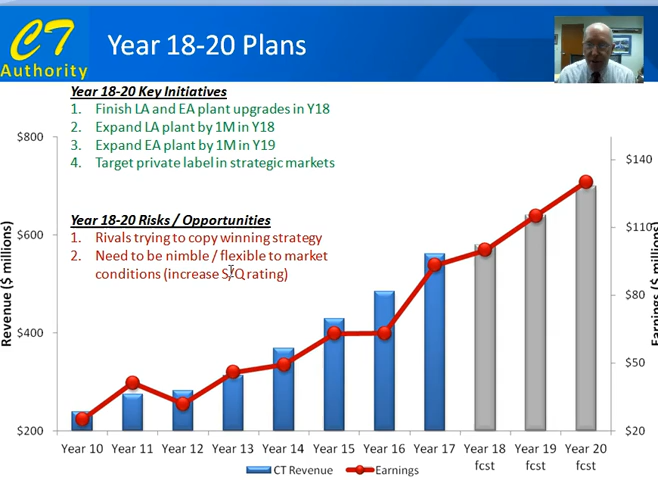 CT
Authority
Year 18-20 Plans
Year 18-20 Key Initiatives
1. Finish LA and EA plant upgrades in Y18
2. Expand LA plant by 1M in Y18
3. Expand EA plant by 1M in Y19
4. Target private label in strategic markets
Year 18-20 Risks / Opportunities
1. Rivals trying to copy winning strategy
2. Need to be nimble / flexible to market
conditions (increase S/Q rating)
Revenue ($ millions)
$800
$600
$400
$200
$140
$110
$80
$50
$20
Earnings ($ millions)
Year 10 Year 11 Year 12 Year 13 Year 14 Year 15 Year 16 Year 17 Year 18 Year 19 Year 20
fcst fcst fcst
CT Revenue Earnings